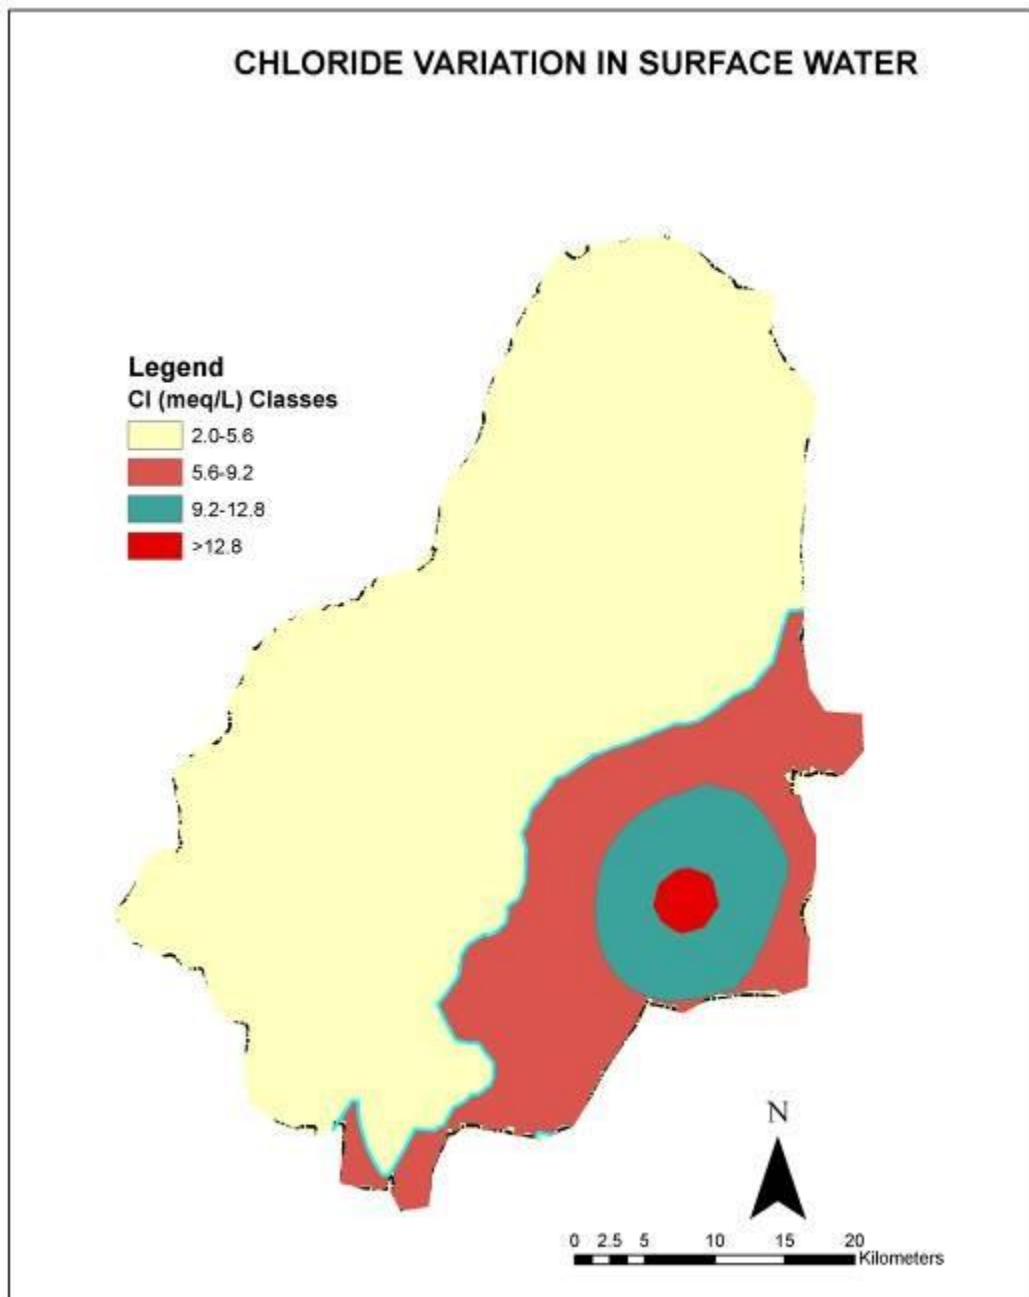 CHLORIDE VARIATION IN SURFACE WATER
Legend
Cl (meq/L) Classes
2.0-5.6
5.6-9.2
9.2-12.8
>12.8
N
0 2.5 5 10 15 20
Kilometers